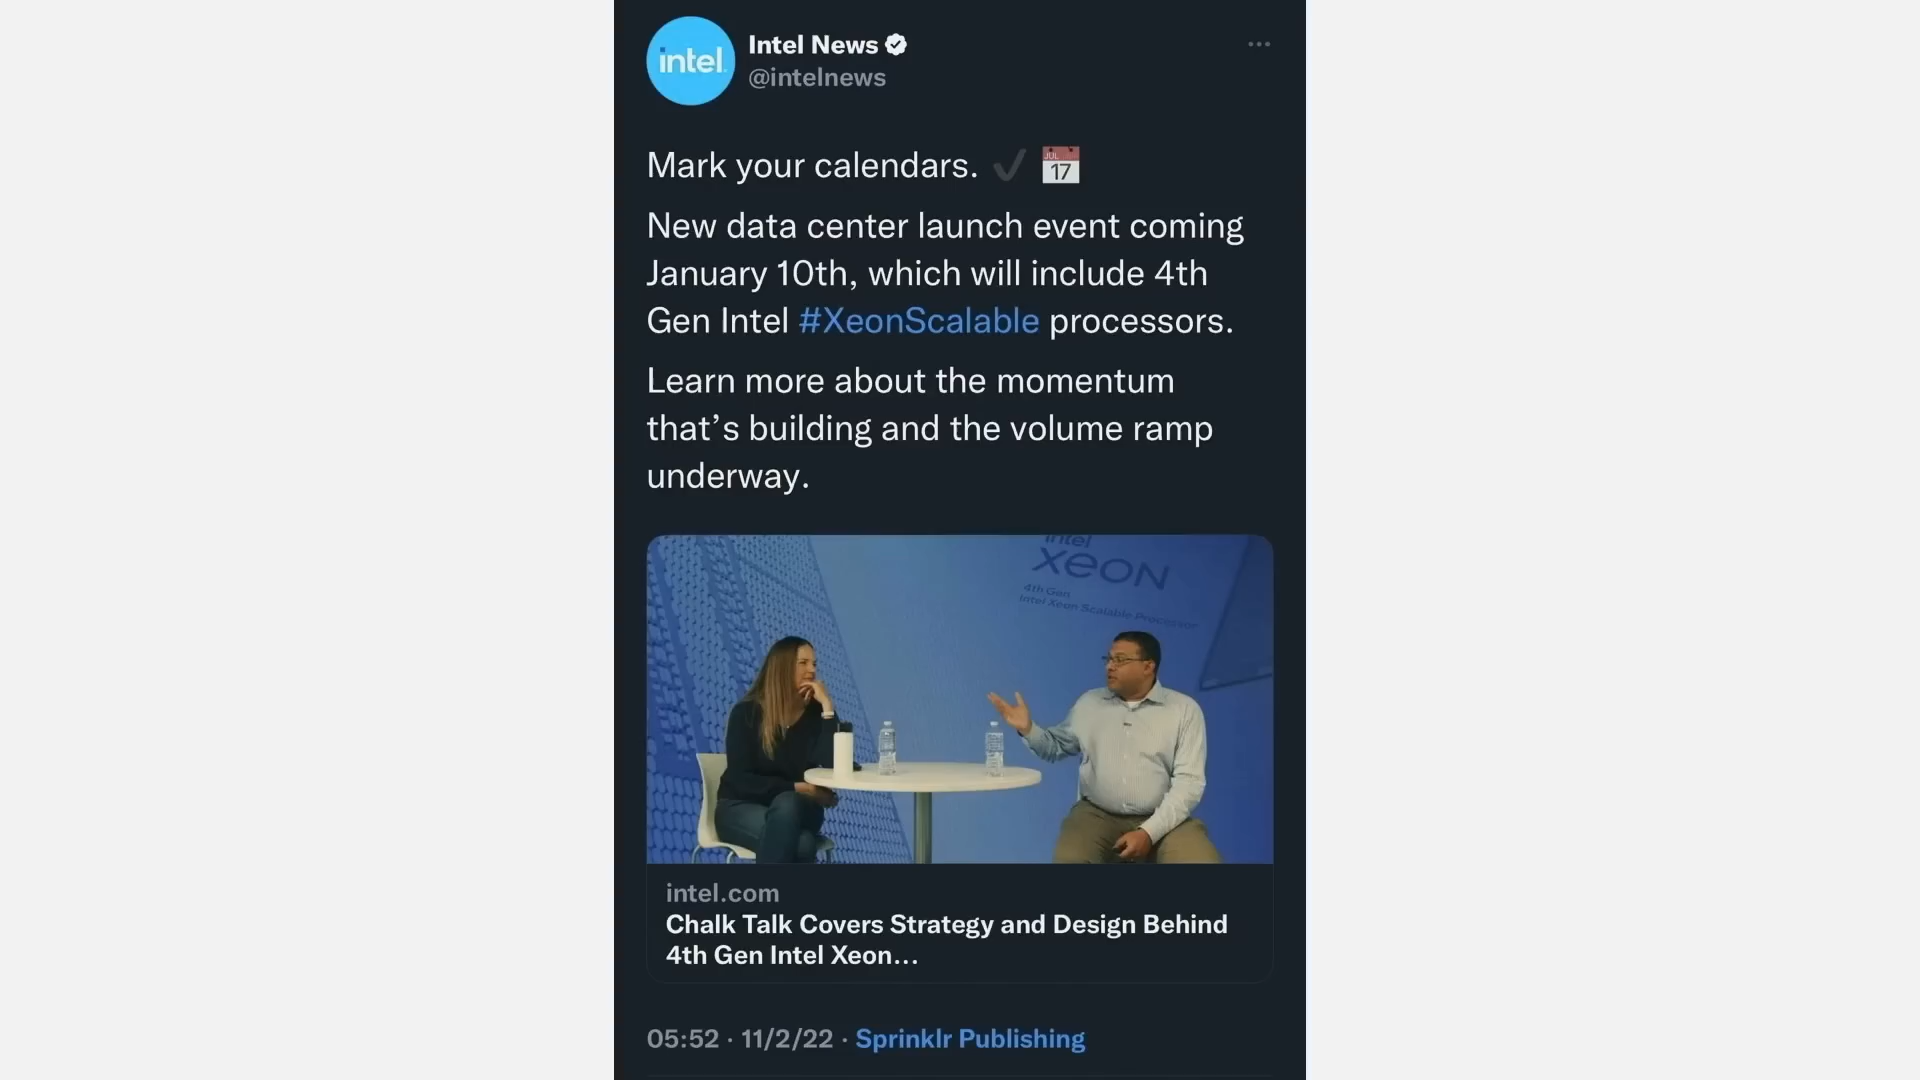 intel.
Intel News
@intelnews
Mark your calendars. ✔️ 📅
JUL
17
New data center launch event coming
January 10th, which will include 4th
Gen Intel #XeonScalable processors.
Learn more about the momentum
that’s building and the volume ramp
underway.
intel
xeon
4th Gen
Intel Xeon Scalable Processor
intel.com
Chalk Talk Covers Strategy and Design Behind
4th Gen Intel Xeon...
05:52 · 11/2/22 · Sprinklr Publishing